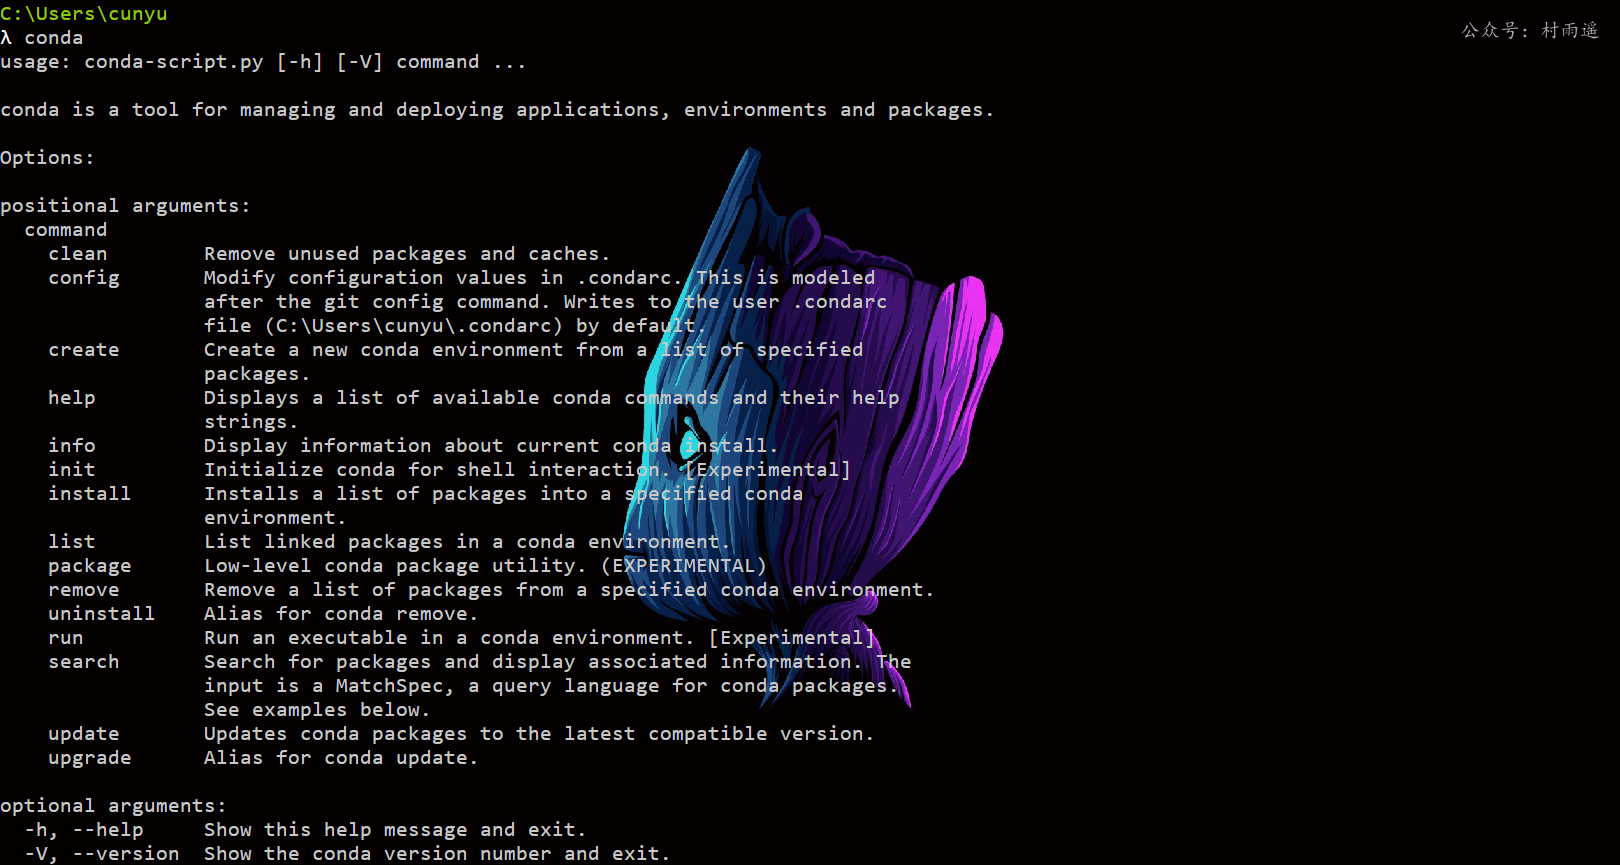 C:\Users\cunyu
公众号：村雨遥
λ conda
usage: conda-script.py [-h] [-V] command ...
conda is a tool for managing and deploying applications, environments and packages.
Options:
positional arguments:
  command
    clean        Remove unused packages and caches.
    config       Modify configuration values in .condarc. This is modeled
                 after the git config command. Writes to the user .condarc
                 file (C:\Users\cunyu\.condarc) by default.
    create       Create a new conda environment from a list of specified
                 packages.
    help         Displays a list of available conda commands and their help
                 strings.
    info         Display information about current conda install.
    init         Initialize conda for shell interaction. [Experimental]
    install      Installs a list of packages into a specified conda
                 environment.
    list         List linked packages in a conda environment.
    package      Low-level conda package utility. (EXPERIMENTAL)
    remove       Remove a list of packages from a specified conda environment.
    uninstall    Alias for conda remove.
    run          Run an executable in a conda environment. [Experimental]
    search       Search for packages and display associated information. The
                 input is a MatchSpec, a query language for conda packages.
                 See examples below.
    update       Updates conda packages to the latest compatible version.
    upgrade      Alias for conda update.
optional arguments:
  -h, --help     Show this help message and exit.
  -V, --version  Show the conda version number and exit.